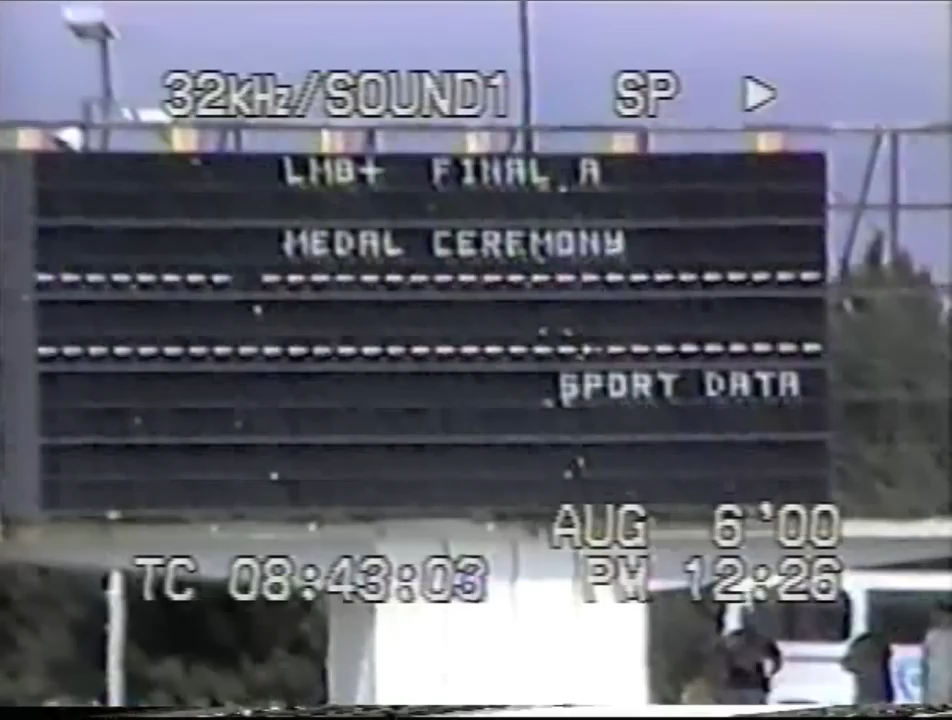 32kHz/SOUND1 SP
LM8+ FINAL A
MEDAL CEREMONY
SPORT DATA
AUG 6'00
TC 08:43:03 PM 12:26